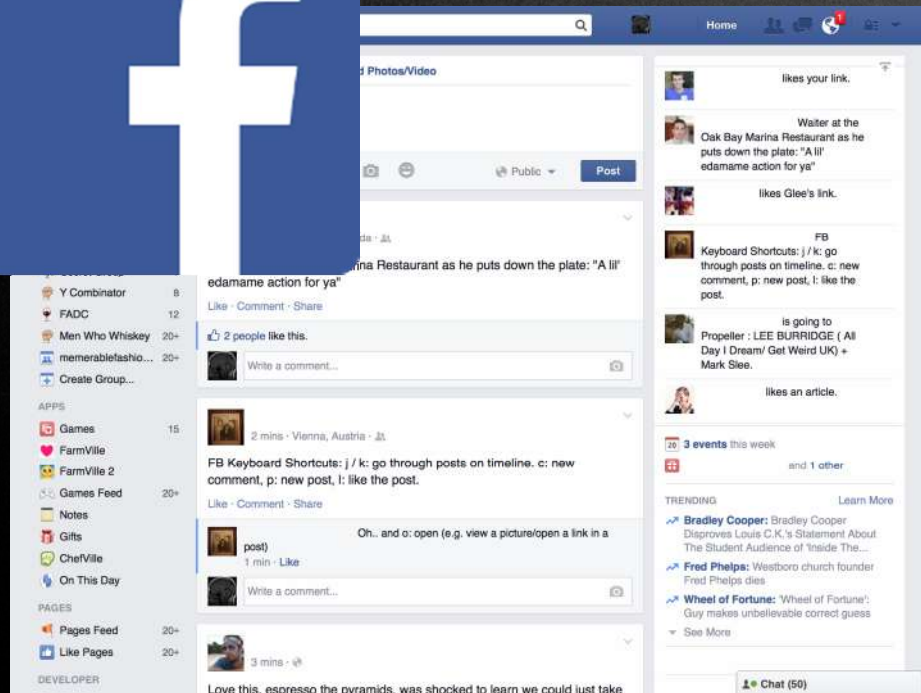 f
Home
1
d Photos/Video
Public
Post
Y Combinator 8
FADC 12
Men Who Whiskey 20+
memerablefashio... 20+
Create Group...
APPS
Games 15
FarmVille
FarmVille 2
Games Feed 20+
Notes
Gifts
ChefVille
On This Day
PAGES
Pages Feed 20+
Like Pages 20+
DEVELOPER
da ·
ina Restaurant as he puts down the plate: "A lil'
edamame action for ya"
Like · Comment · Share
2 people like this.
Write a comment...
2 mins · Vienna, Austria ·
FB Keyboard Shortcuts: j / k: go through posts on timeline. c: new
comment, p: new post, l: like the post.
Like · Comment · Share
Oh.. and o: open (e.g. view a picture/open a link in a
post)
1 min · Like
Write a comment...
3 mins ·
Love this. espresso the pyramids. was shocked to learn we could just take
likes your link.
Waiter at the
Oak Bay Marina Restaurant as he
puts down the plate: "A lil'
edamame action for ya"
likes Glee's link.
FB
Keyboard Shortcuts: j / k: go
through posts on timeline. c: new
comment, p: new post, l: like the
post.
is going to
Propeller : LEE BURRIDGE ( All
Day I Dream/ Get Weird UK) +
Mark Slee.
likes an article.
20 3 events this week
and 1 other
TRENDING Learn More
Bradley Cooper: Bradley Cooper
Disproves Louis C.K.'s Statement About
The Student Audience of 'Inside The...
Fred Phelps: Westboro church founder
Fred Phelps dies
Wheel of Fortune: 'Wheel of Fortune':
Guy makes unbelievable correct guess
See More
Chat (50)